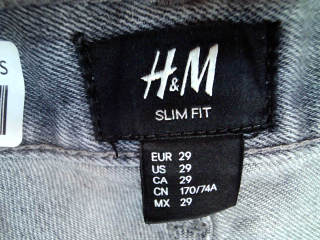 S
H&M
SLIM FIT
EUR 29
US 29
CA 29
CN 170/74A
MX 29